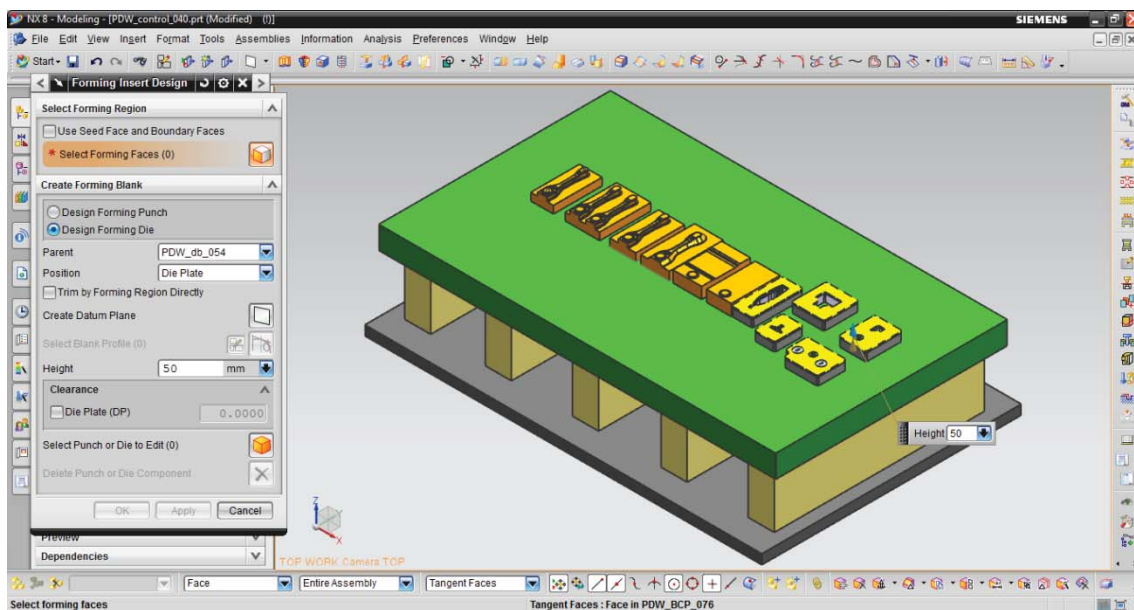 NX 8 - Modeling - [PDW_control_040.prt (Modified) (!)]
SIEMENS
File Edit View Insert Format Tools Assemblies Information Analysis Preferences Window Help
Start
Forming Insert Design
Select Forming Region
Use Seed Face and Boundary Faces
* Select Forming Faces (0)
Create Forming Blank
Design Forming Punch
Design Forming Die
Parent PDW_db_054
Position Die Plate
Trim by Forming Region Directly
Create Datum Plane
Select Blank Profile (0)
Height 50 mm
Clearance
Die Plate (DP) 0.0000
Select Punch or Die to Edit (0)
Delete Punch or Die Component
OK Apply Cancel
Preview
Dependencies
Height 50
Z
X
TOP WORK Camera TOP
Face Entire Assembly Tangent Faces
Select forming faces
Tangent Faces : Face in PDW_BCP_076